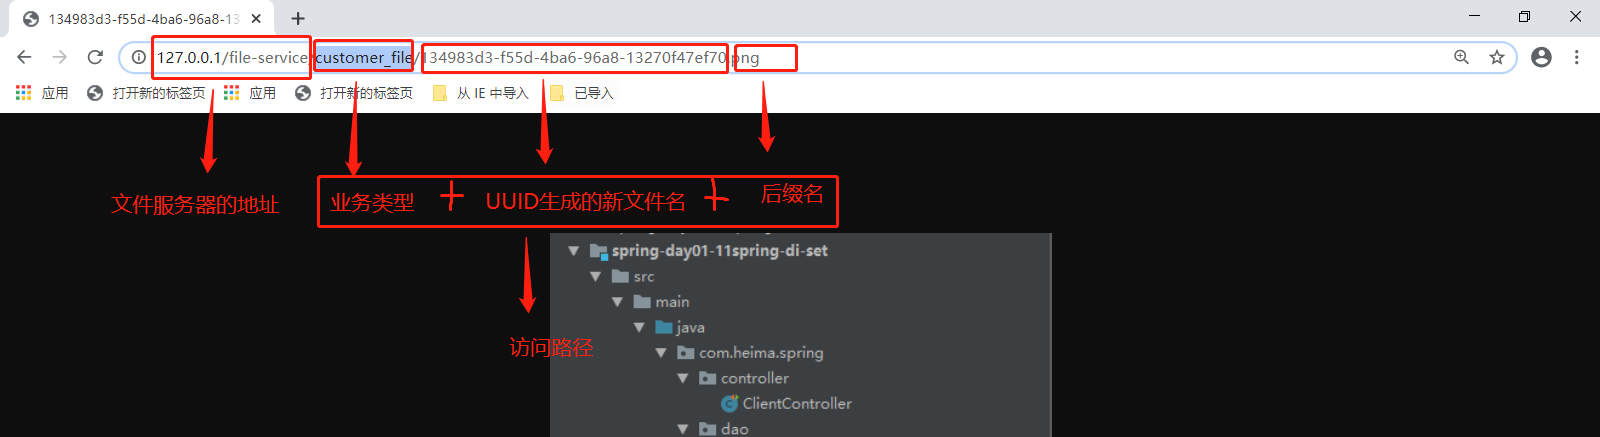 134983d3-f55d-4ba6-96a8-13
127.0.0.1/file-service/customer_file/134983d3-f55d-4ba6-96a8-13270f47ef70.png
应用 打开新的标签页 应用 打开新的标签页 从 IE 中导入 已导入
文件服务器的地址 业务类型 + UUID生成的新文件名 + 后缀名
spring-day01-11spring-di-set
src
main
java
访问路径
com.heima.spring
controller
ClientController
dao